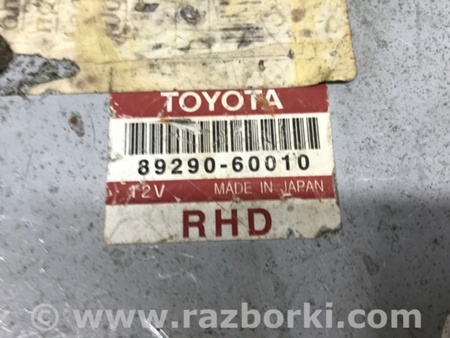 TOYOTA
89290-60010
12V MADE IN JAPAN
RHD
www.razborki.com